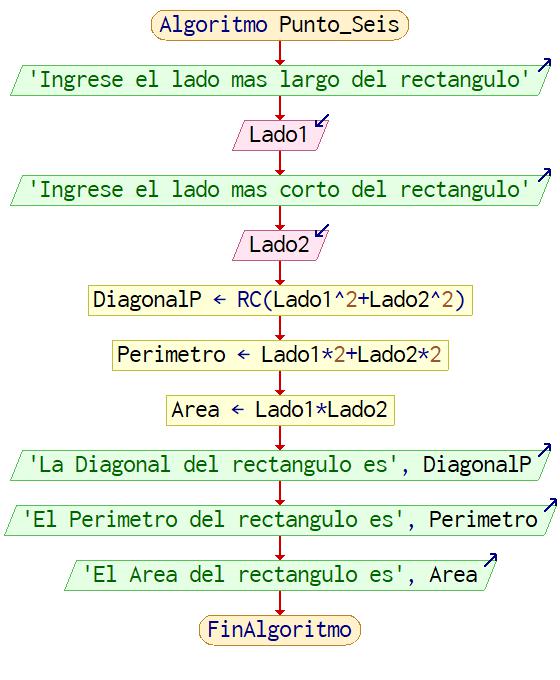 Algoritmo Punto_Seis
'Ingrese el lado mas largo del rectangulo'
Lado1
'Ingrese el lado mas corto del rectangulo'
Lado2
DiagonalP ← RC(Lado1^2+Lado2^2)
Perimetro ← Lado1*2+Lado2*2
Area ← Lado1*Lado2
'La Diagonal del rectangulo es', DiagonalP
'El Perimetro del rectangulo es', Perimetro
'El Area del rectangulo es', Area
FinAlgoritmo